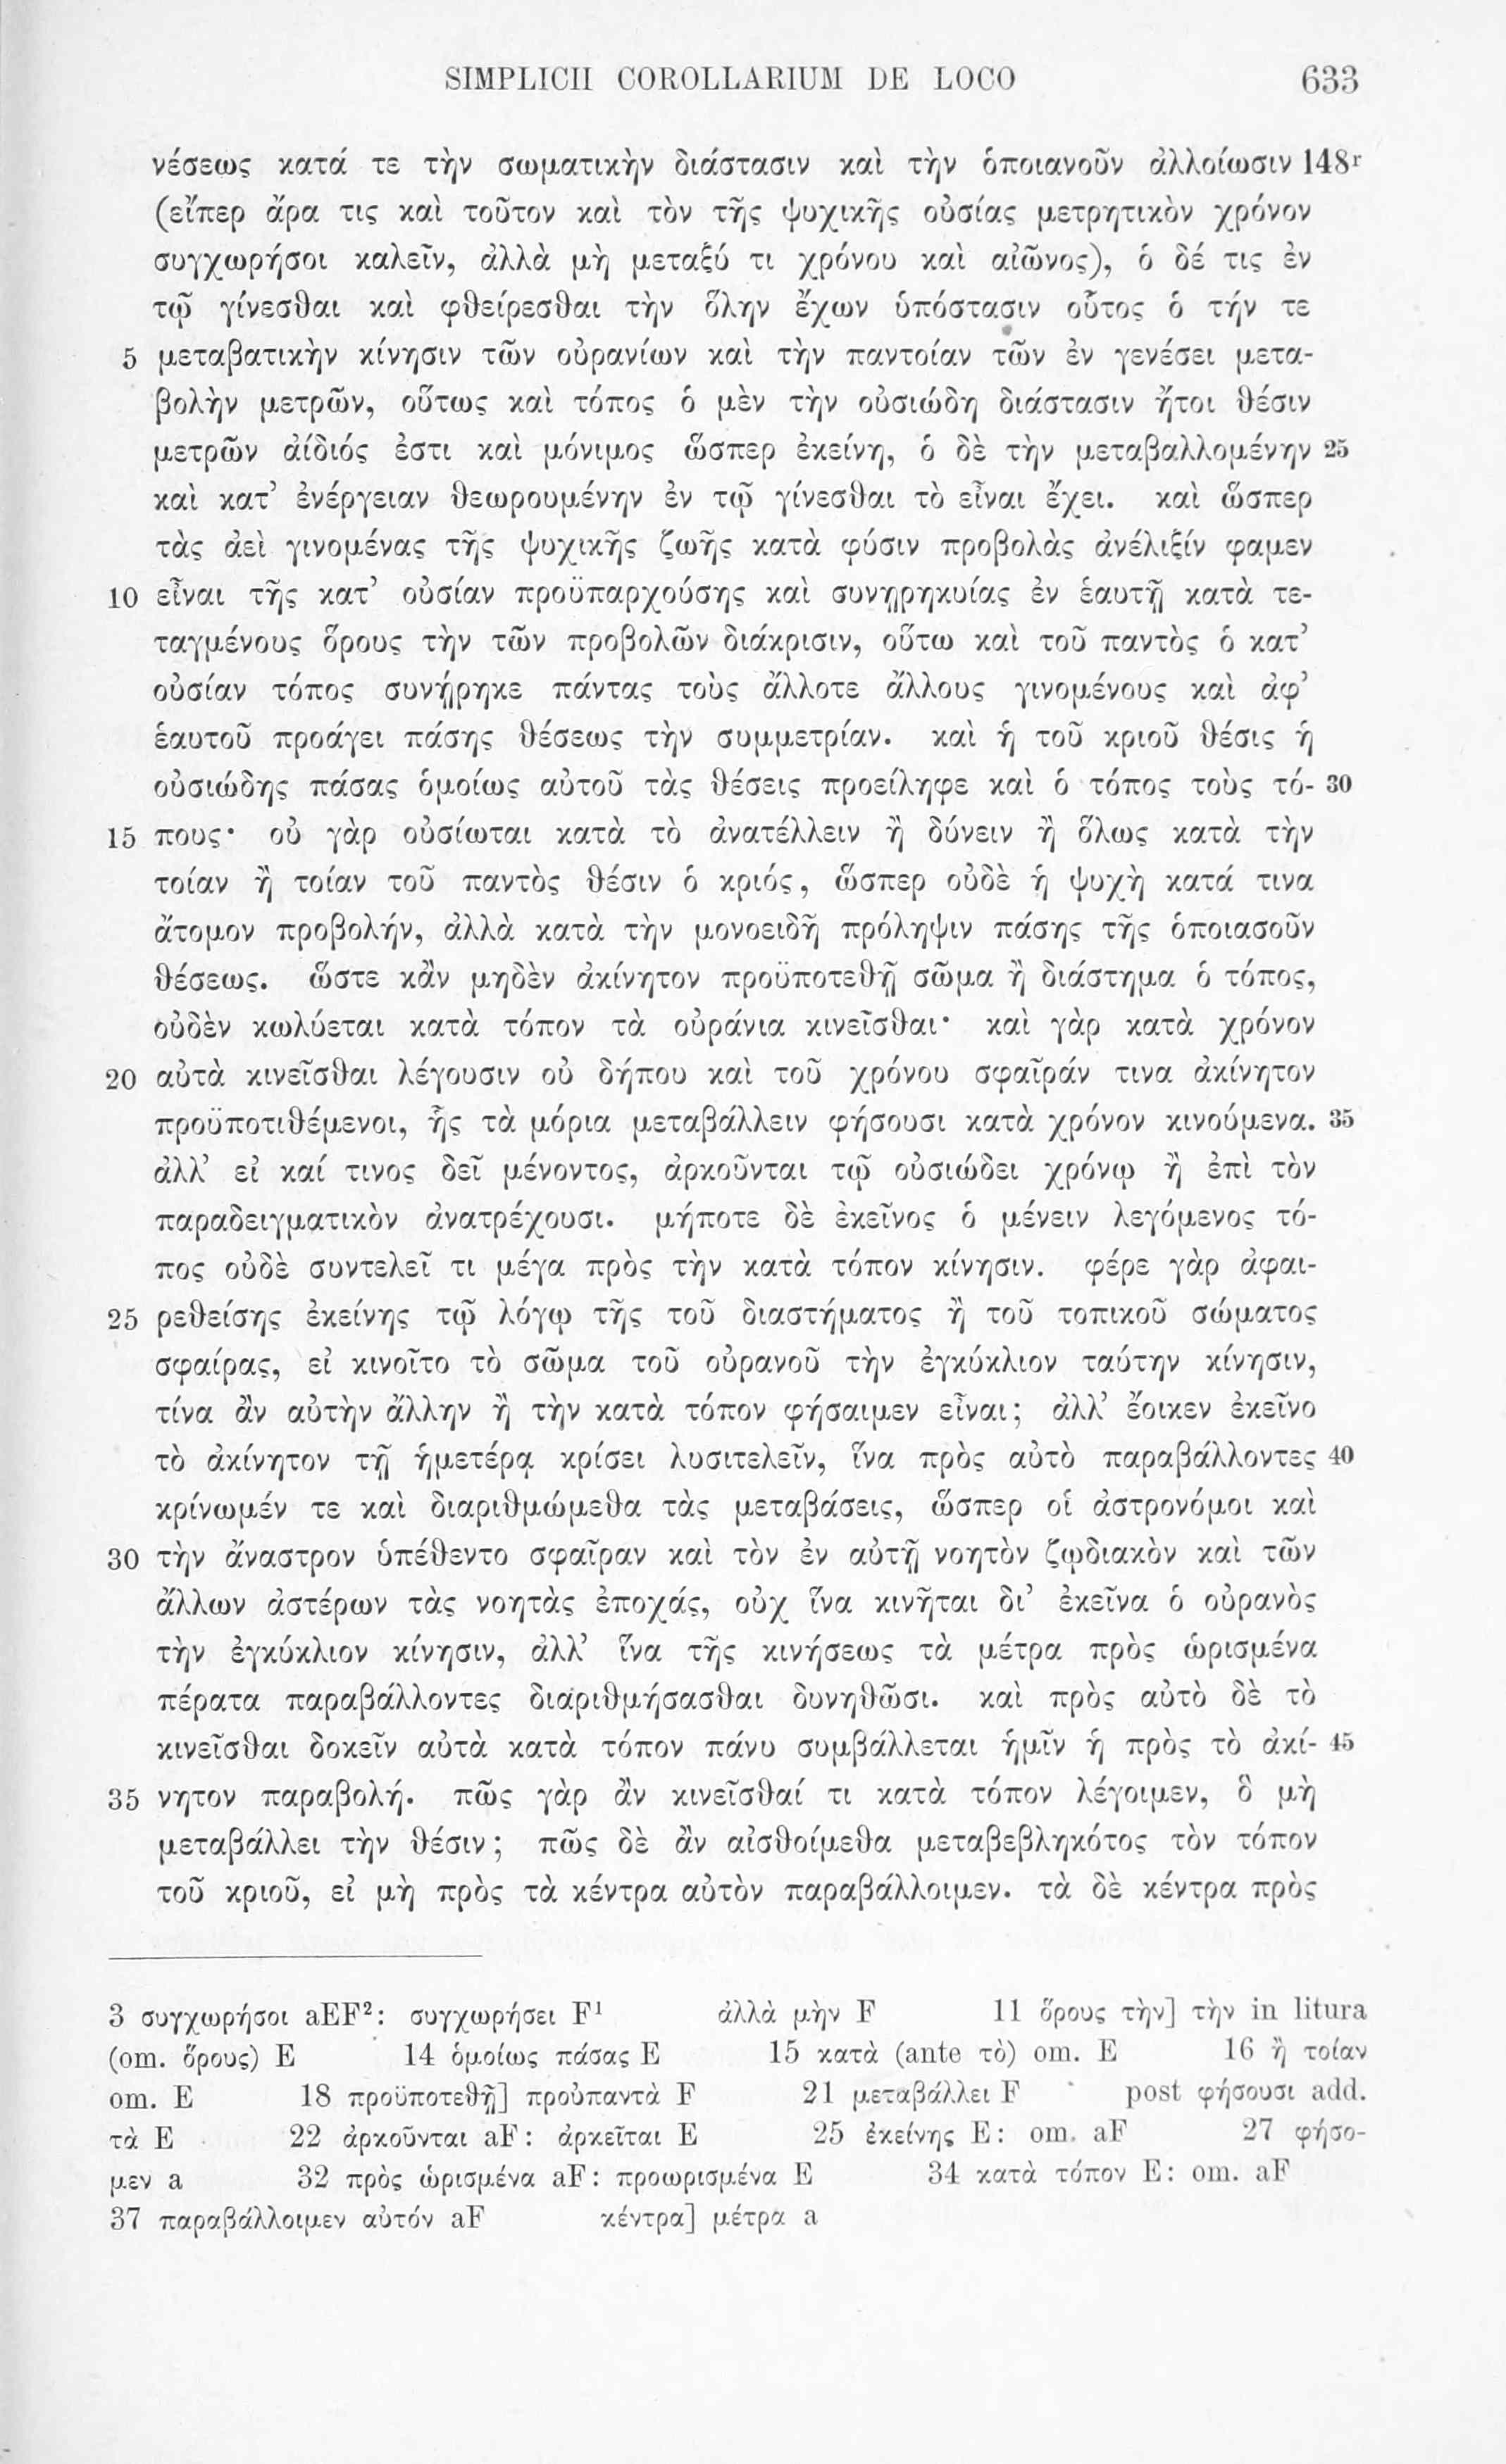 SIMPLICII COROLLARIUM DE LOCO 633
νέσεως κατά τε τὴν σωματικὴν διάστασιν καὶ τὴν ὁποιανοῦν ἀλλοίωσιν 148ʳ
(εἴπερ ἄρα τις καὶ τοῦτον καὶ τὸν τῆς ψυχικῆς οὐσίας μετρητικὸν χρόνον
συγχωρήσοι καλεῖν, ἀλλὰ μὴ μεταξύ τι χρόνου καὶ αἰῶνος), ὁ δέ τις ἐν
τῷ γίνεσθαι καὶ φθείρεσθαι τὴν ὅλην ἔχων ὑπόστασιν οὗτος ὁ τήν τε
5 μεταβατικὴν κίνησιν τῶν οὐρανίων καὶ τὴν παντοίαν τῶν ἐν γενέσει μετα-
βολὴν μετρῶν, οὕτως καὶ τόπος ὁ μὲν τὴν οὐσιώδη διάστασιν ἤτοι θέσιν
μετρῶν ἀίδιός ἐστι καὶ μόνιμος ὥσπερ ἐκείνη, ὁ δὲ τὴν μεταβαλλομένην 25
καὶ κατ’ ἐνέργειαν θεωρουμένην ἐν τῷ γίνεσθαι τὸ εἶναι ἔχει. καὶ ὥσπερ
τὰς ἀεὶ γινομένας τῆς ψυχικῆς ζωῆς κατὰ φύσιν προβολὰς ἀνέλιξίν φαμεν
10 εἶναι τῆς κατ’ οὐσίαν προϋπαρχούσης καὶ συνῃρηκυίας ἐν ἑαυτῇ κατὰ τε-
ταγμένους ὅρους τὴν τῶν προβολῶν διάκρισιν, οὕτω καὶ τοῦ παντὸς ὁ κατ’
οὐσίαν τόπος συνῄρηκε πάντας τοὺς ἄλλοτε ἄλλους γινομένους καὶ ἀφ’
ἑαυτοῦ προάγει πάσης θέσεως τὴν συμμετρίαν. καὶ ἡ τοῦ κριοῦ θέσις ἡ
οὐσιώδης πάσας ὁμοίως αὐτοῦ τὰς θέσεις προείληφε καὶ ὁ τόπος τοὺς τό- 30
15 πους· οὐ γὰρ οὐσίωται κατὰ τὸ ἀνατέλλειν ἢ δύνειν ἢ ὅλως κατὰ τὴν
τοίαν ἢ τοίαν τοῦ παντὸς θέσιν ὁ κριός, ὥσπερ οὐδὲ ἡ ψυχὴ κατά τινα
ἄτομον προβολήν, ἀλλὰ κατὰ τὴν μονοειδῆ πρόληψιν πάσης τῆς ὁποιασοῦν
θέσεως. ὥστε κἂν μηδὲν ἀκίνητον προϋποτεθῇ σῶμα ἢ διάστημα ὁ τόπος,
οὐδὲν κωλύεται κατὰ τόπον τὰ οὐράνια κινεῖσθαι· καὶ γὰρ κατὰ χρόνον
20 αὐτὰ κινεῖσθαι λέγουσιν οὐ δήπου καὶ τοῦ χρόνου σφαῖράν τινα ἀκίνητον
προϋποτιθέμενοι, ἧς τὰ μόρια μεταβάλλειν φήσουσι κατὰ χρόνον κινούμενα. 35
ἀλλ’ εἰ καί τινος δεῖ μένοντος, ἀρκοῦνται τῷ οὐσιώδει χρόνῳ ἢ ἐπὶ τὸν
παραδειγματικὸν ἀνατρέχουσι. μήποτε δὲ ἐκεῖνος ὁ μένειν λεγόμενος τό-
πος οὐδὲ συντελεῖ τι μέγα πρὸς τὴν κατὰ τόπον κίνησιν. φέρε γὰρ ἀφαι-
25 ρεθείσης ἐκείνης τῷ λόγῳ τῆς τοῦ διαστήματος ἢ τοῦ τοπικοῦ σώματος
σφαίρας, εἰ κινοῖτο τὸ σῶμα τοῦ οὐρανοῦ τὴν ἐγκύκλιον ταύτην κίνησιν,
τίνα ἂν αὐτὴν ἄλλην ἢ τὴν κατὰ τόπον φήσαιμεν εἶναι; ἀλλ’ ἔοικεν ἐκεῖνο
τὸ ἀκίνητον τῇ ἡμετέρᾳ κρίσει λυσιτελεῖν, ἵνα πρὸς αὐτὸ παραβάλλοντες 40
κρίνωμέν τε καὶ διαριθμώμεθα τὰς μεταβάσεις, ὥσπερ οἱ ἀστρονόμοι καὶ
30 τὴν ἄναστρον ὑπέθεντο σφαῖραν καὶ τὸν ἐν αὐτῇ νοητὸν ζῳδιακὸν καὶ τῶν
ἄλλων ἀστέρων τὰς νοητὰς ἐποχάς, οὐχ ἵνα κινῆται δι’ ἐκεῖνα ὁ οὐρανὸς
τὴν ἐγκύκλιον κίνησιν, ἀλλ’ ἵνα τῆς κινήσεως τὰ μέτρα πρὸς ὡρισμένα
πέρατα παραβάλλοντες διαριθμήσασθαι δυνηθῶσι. καὶ πρὸς αὐτὸ δὲ τὸ
κινεῖσθαι δοκεῖν αὐτὰ κατὰ τόπον πάνυ συμβάλλεται ἡμῖν ἡ πρὸς τὸ ἀκί- 45
35 νητον παραβολή. πῶς γὰρ ἂν κινεῖσθαί τι κατὰ τόπον λέγοιμεν, ὃ μὴ
μεταβάλλει τὴν θέσιν; πῶς δὲ ἂν αἰσθοίμεθα μεταβεβληκότος τὸν τόπον
τοῦ κριοῦ, εἰ μὴ πρὸς τὰ κέντρα αὐτὸν παραβάλλοιμεν. τὰ δὲ κέντρα πρὸς
3 συγχωρήσοι aEF²: συγχωρήσει F¹ ἀλλὰ μὴν F 11 ὅρους τὴν] τὴν in litura
(om. ὅρους) E 14 ὁμοίως πάσας E 15 κατὰ (ante τὸ) om. E 16 ἢ τοίαν
om. E 18 προϋποτεθῇ] προὐπαντὰ F 21 μεταβάλλει F post φήσουσι add.
τὰ E 22 ἀρκοῦνται aF: ἀρκεῖται E 25 ἐκείνης E: om. aF 27 φήσο-
μεν a 32 πρὸς ὡρισμένα aF: προωρισμένα E 34 κατὰ τόπον E: om. aF
37 παραβάλλοιμεν αὐτόν aF κέντρα] μέτρα a